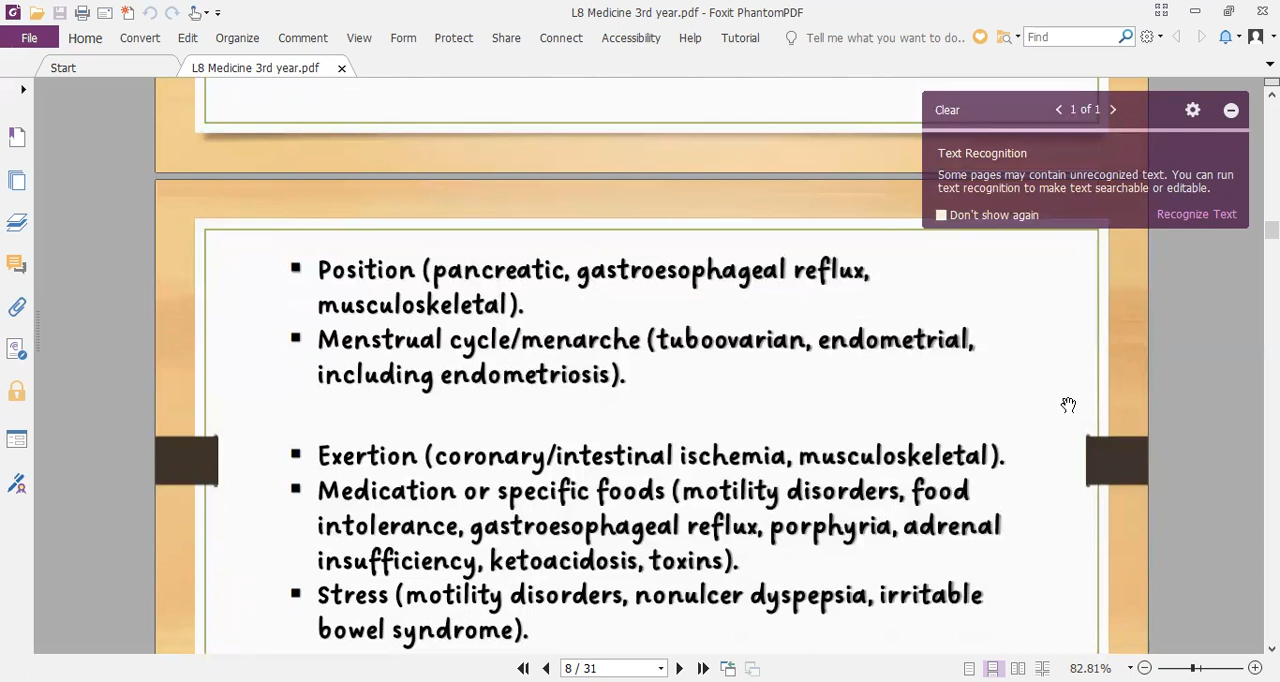 L8 Medicine 3rd year.pdf - Foxit PhantomPDF
File Home Convert Edit Organize Comment View Form Protect Share Connect Accessibility Help Tutorial Tell me what you want to do.. Find
Start L8 Medicine 3rd year.pdf
Clear 1 of 1
Text Recognition
Some pages may contain unrecognized text. You can run
text recognition to make text searchable or editable.
Don't show again Recognize Text
▪ Position (pancreatic, gastroesophageal reflux,
musculoskeletal).
▪ Menstrual cycle/menarche (tuboovarian, endometrial,
including endometriosis).
▪ Exertion (coronary/intestinal ischemia, musculoskeletal).
▪ Medication or specific foods (motility disorders, food
intolerance, gastroesophageal reflux, porphyria, adrenal
insufficiency, ketoacidosis, toxins).
▪ Stress (motility disorders, nonulcer dyspepsia, irritable
bowel syndrome).
8 / 31 82.81%